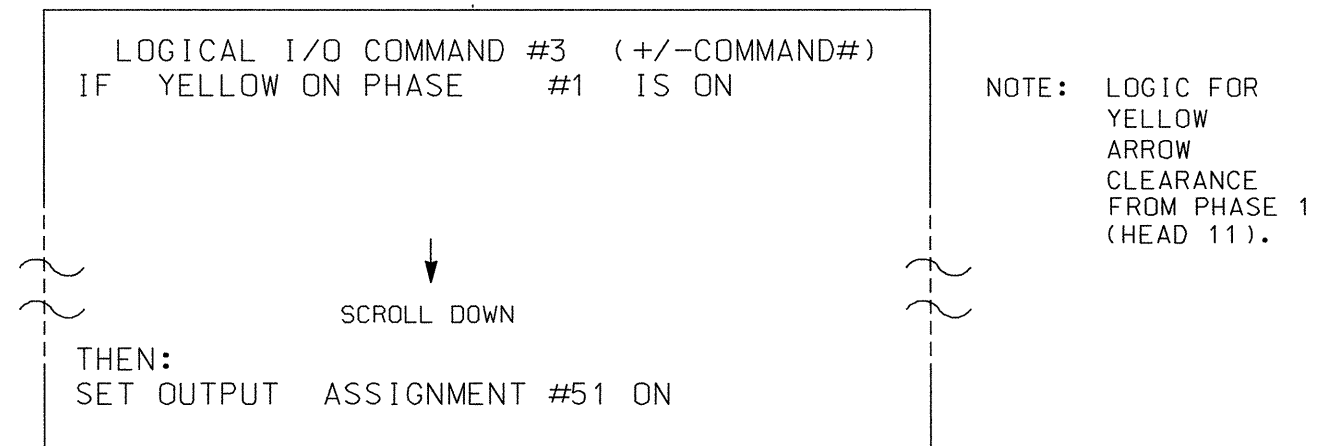 LOGICAL I/O COMMAND #3 (+/-COMMAND#)
IF YELLOW ON PHASE #1 IS ON
SCROLL DOWN
THEN:
SET OUTPUT ASSIGNMENT #51 ON
NOTE: LOGIC FOR
YELLOW
ARROW
CLEARANCE
FROM PHASE 1
(HEAD 11).